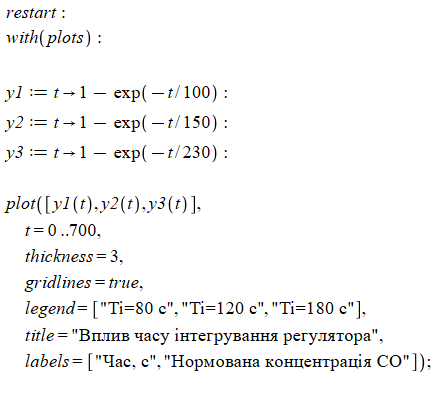 restart :
with(plots) :
y1 := t→1 − exp(−t/100) :
y2 := t→1 − exp(−t/150) :
y3 := t→1 − exp(−t/230) :
plot([y1(t),y2(t),y3(t)],
t=0 ..700,
thickness=3,
gridlines=true,
legend=["Ti=80 с", "Ti=120 с", "Ti=180 с"],
title="Вплив часу інтегрування регулятора",
labels=["Час, с", "Нормована концентрація CO"]);